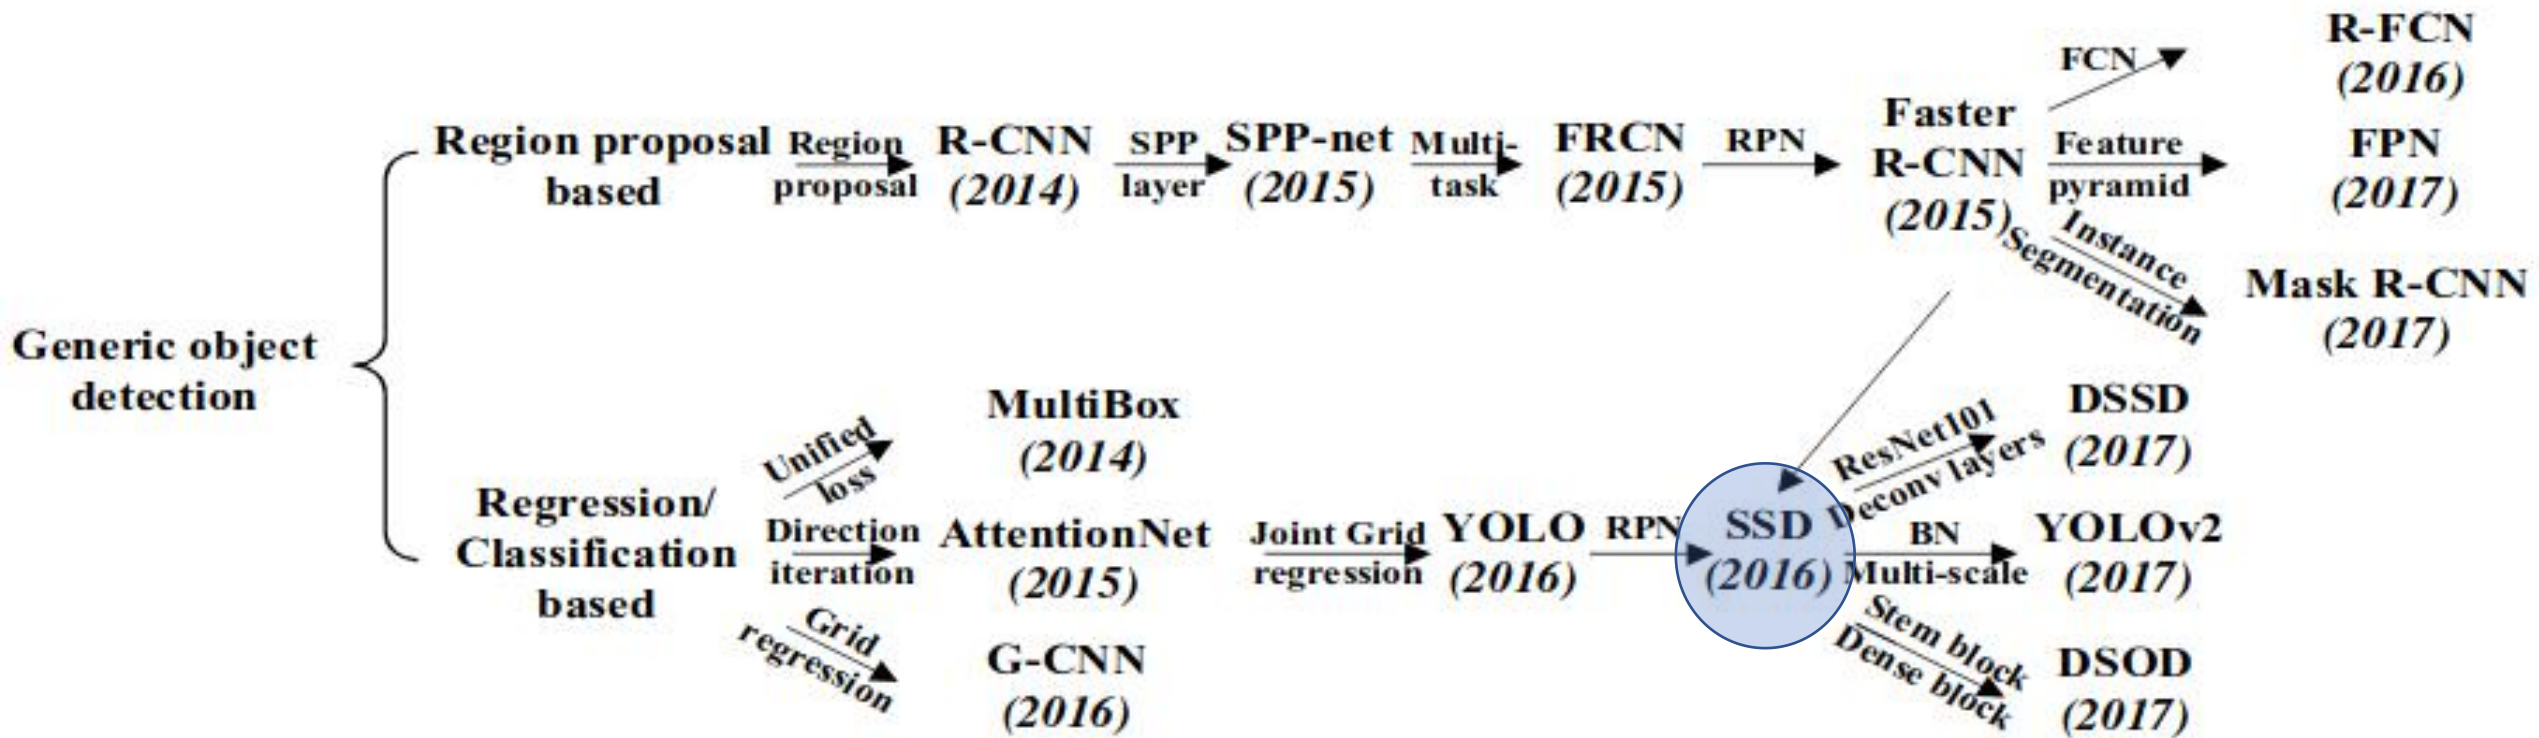 Generic object
detection
Region proposal
based
Region
proposal
R-CNN
(2014)
SPP
layer
SPP-net
(2015)
Multi-
task
FRCN
(2015)
RPN
Faster
R-CNN
(2015)
FCN
R-FCN
(2016)
Feature
pyramid
FPN
(2017)
Instance
Segmentation
Mask R-CNN
(2017)
Regression/
Classification
based
Unified
loss
MultiBox
(2014)
Direction
iteration
AttentionNet
(2015)
Grid
regression
G-CNN
(2016)
Joint Grid
regression
YOLO
(2016)
RPN
SSD
(2016)
ResNet101
Deconv layers
DSSD
(2017)
BN
Multi-scale
YOLOv2
(2017)
Stem block
Dense block
DSOD
(2017)